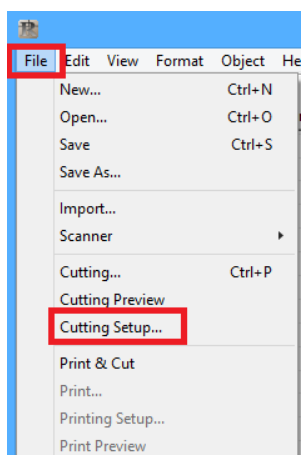 File Edit View Format Object He
New... Ctrl+N
Open... Ctrl+O
Save Ctrl+S
Save As...
Import...
Scanner
Cutting... Ctrl+P
Cutting Preview
Cutting Setup...
Print & Cut
Print...
Printing Setup...
Print Preview